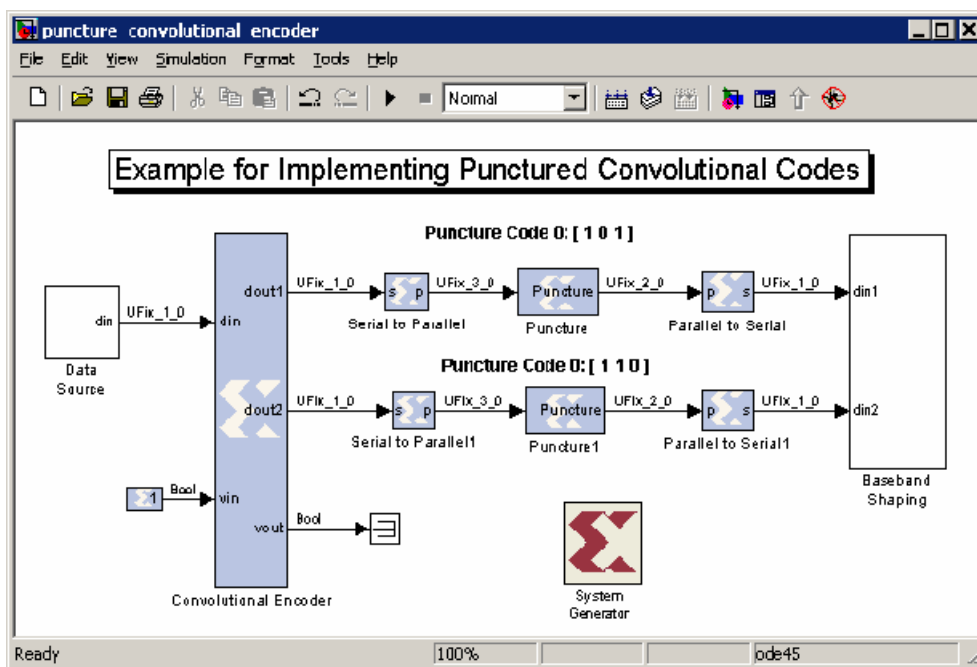 puncture convolutional encoder
File Edit View Simulation Format Tools Help
Normal
Example for Implementing Punctured Convolutional Codes
Puncture Code 0: [ 1 0 1 ]
din
UFix_1_0
Data
Source
din
dout1
dout2
vin
vout
Convolutional Encoder
UFix_1_0
s p
Serial to Parallel
UFix_3_0
Puncture
Puncture
UFix_2_0
p s
Parallel to Serial
UFix_1_0
din1
Puncture Code 0: [ 1 1 0 ]
UFix_1_0
s p
Serial to Parallel1
UFix_3_0
Puncture
Puncture1
UFix_2_0
p s
Parallel to Serial1
UFix_1_0
din2
Baseband
Shaping
1
Bool
Bool
System
Generator
Ready
100%
ode45